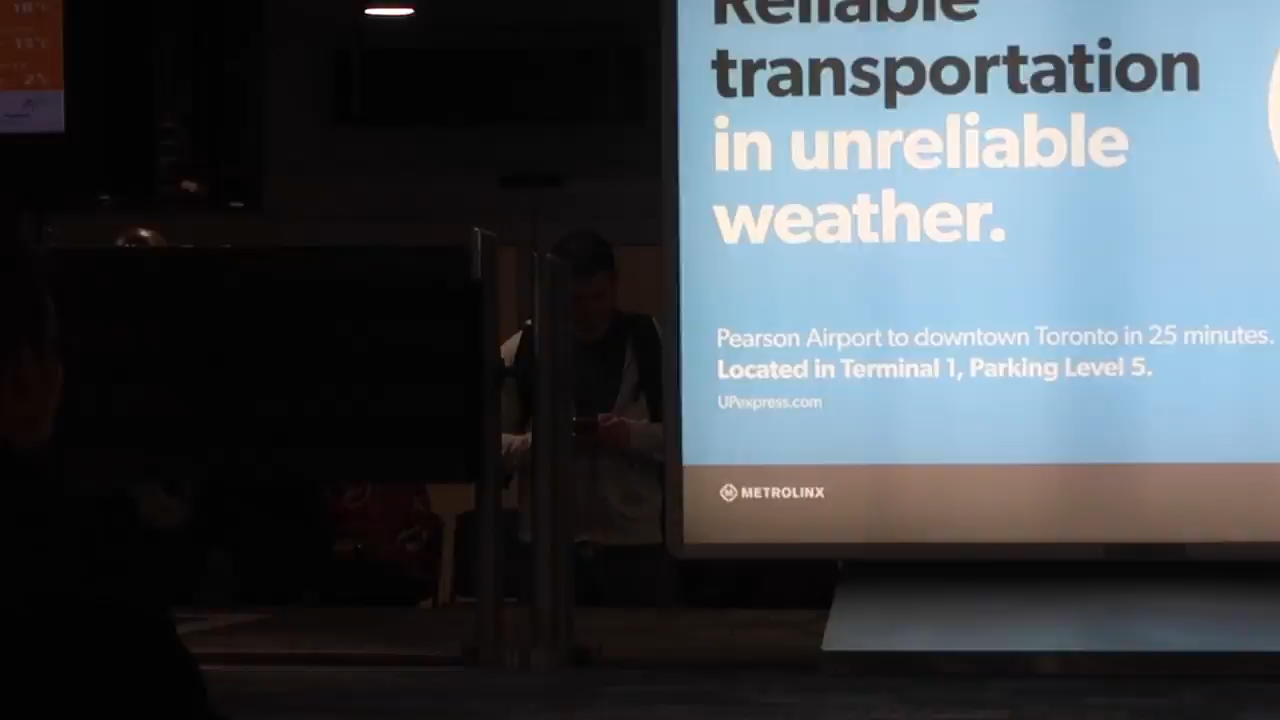 Reliable
transportation
in unreliable
weather.
Pearson Airport to downtown Toronto in 25 minutes.
Located in Terminal 1, Parking Level 5.
UPexpress.com
METROLINX